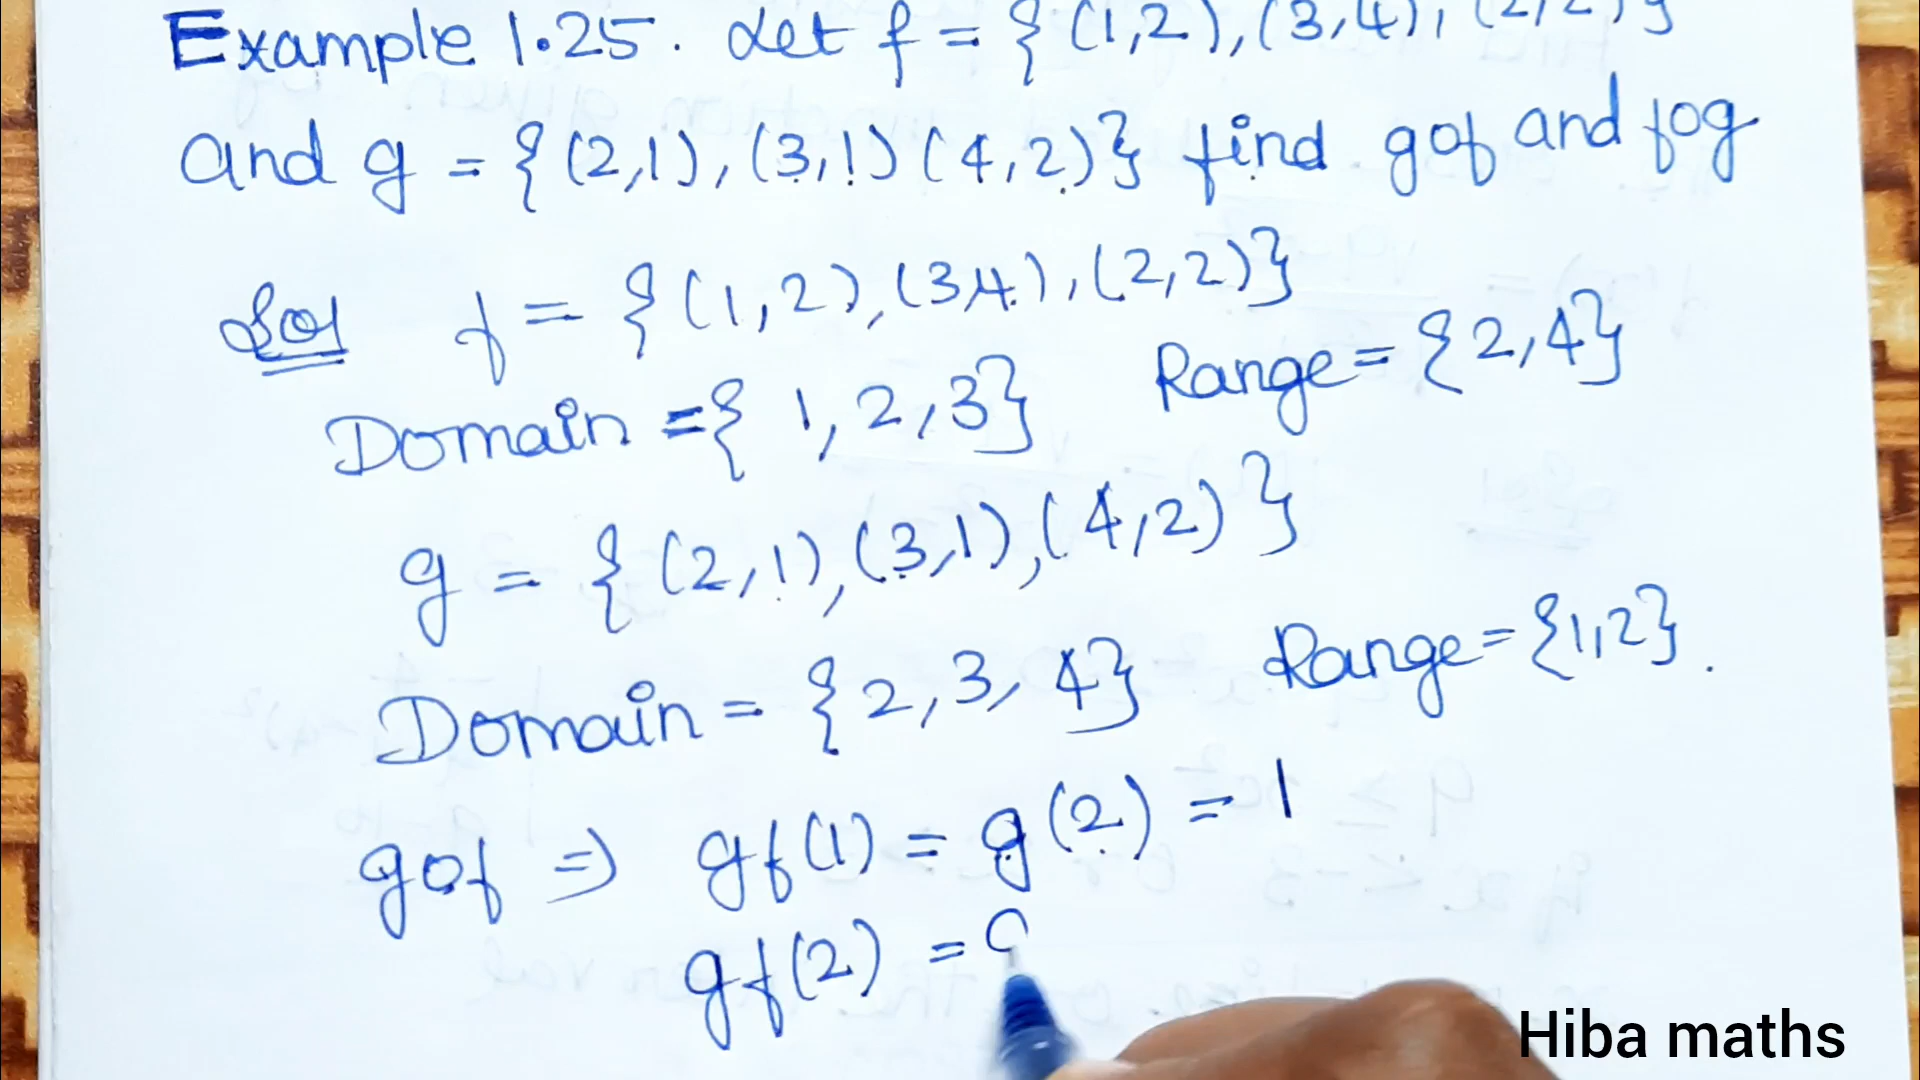 Example 1.25. Let f = {(1,2), (3,4), (2,2)}
and g = {(2,1), (3,1) (4,2)} find gof and fog
Sol f = {(1,2), (3,4), (2,2)}
Domain = {1, 2, 3} Range = {2,4}
g = {(2,1), (3,1), (4,2)}
Domain = {2, 3, 4} Range = {1,2}.
gof ⇒ gf(1) = g(2) = 1
gf(2) =
Hiba maths